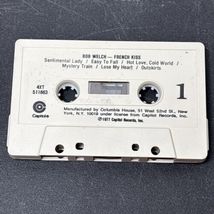 BOB WELCH - FRENCH KISS
Sentimental Lady / Easy To Fall / Hot Love, Cold World /
Mystery Train / Lose My Heart / Outskirts
4XT
511663
Capitol
1
Manufactured by Columbia House, 51 West 52nd St., New
York, N.Y. 10019 under license from Capitol Records, Inc.
©1977 Capitol Records, Inc.